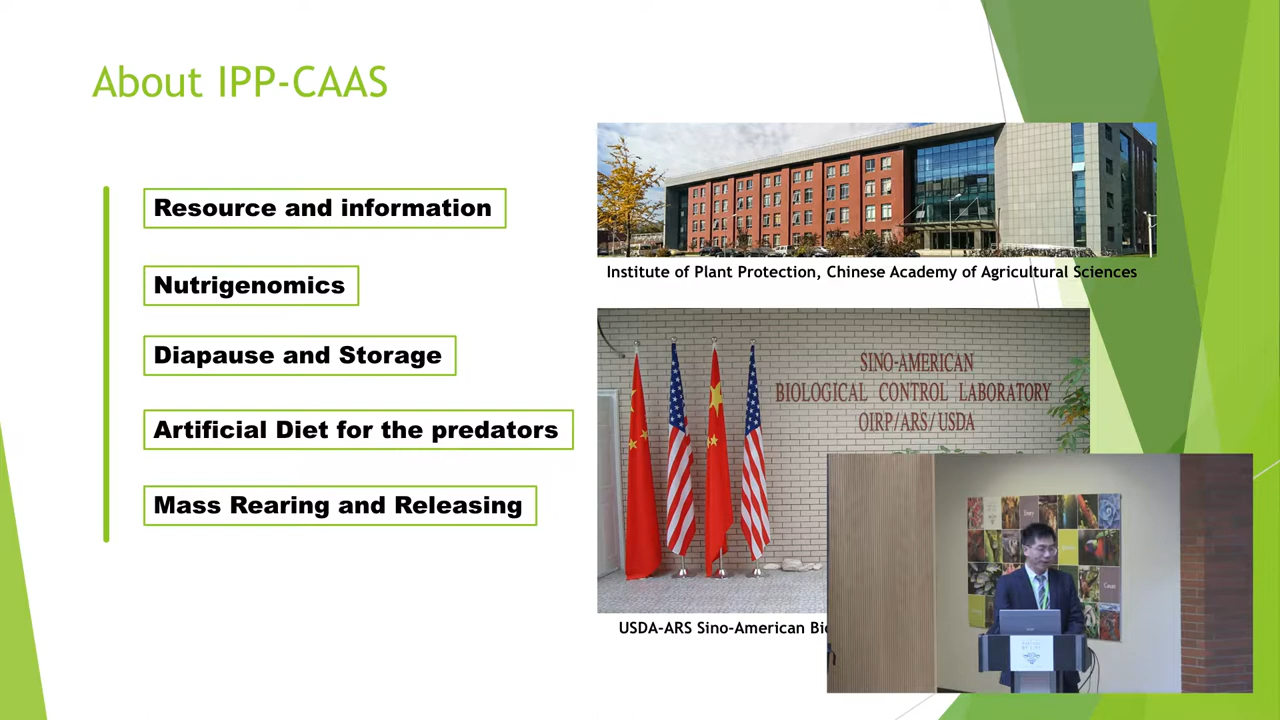 About IPP-CAAS
Resource and information
Nutrigenomics
Diapause and Storage
Artificial Diet for the predators
Mass Rearing and Releasing
Institute of Plant Protection, Chinese Academy of Agricultural Sciences
SINO-AMERICAN
BIOLOGICAL CONTROL LABORATORY
OIRP/ARS/USDA
USDA-ARS Sino-American